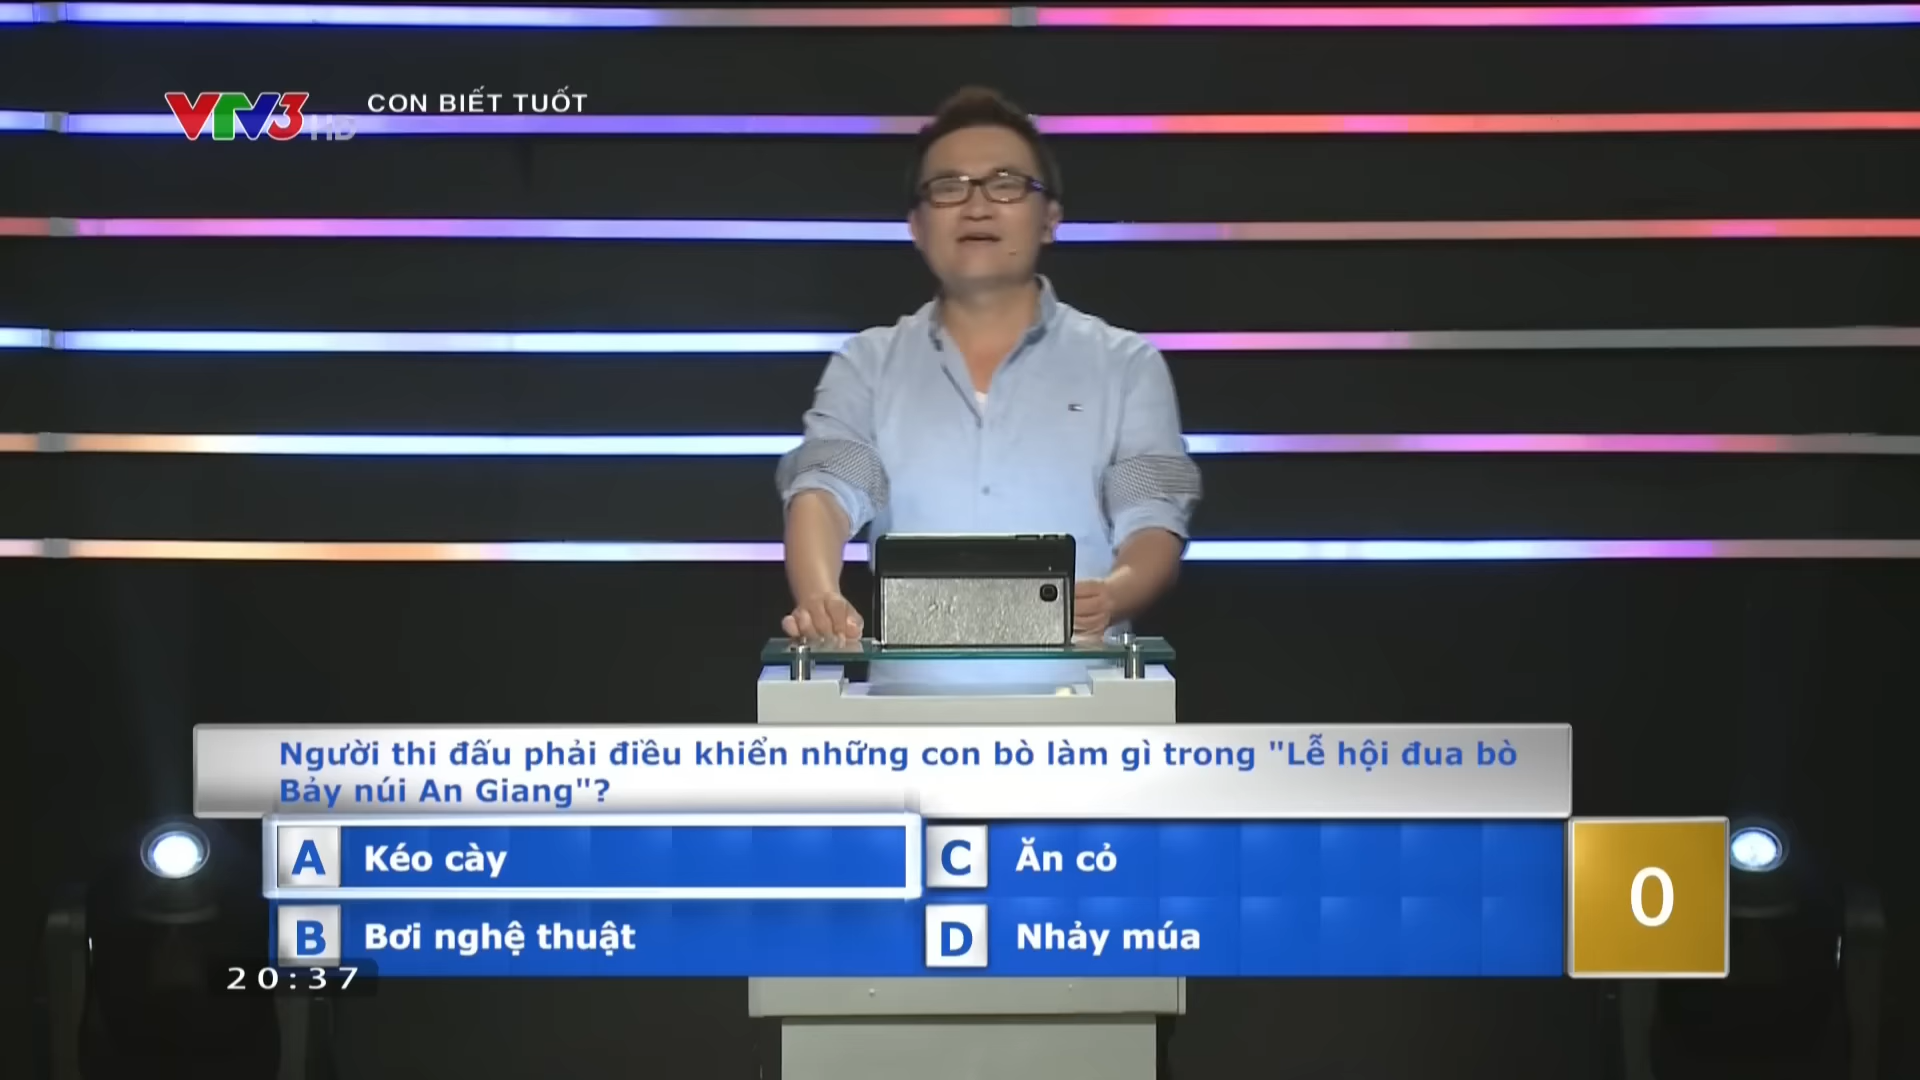 VTV3 HD
CON BIẾT TUỐT
Người thi đấu phải điều khiển những con bò làm gì trong "Lễ hội đua bò
Bảy núi An Giang"?
A Kéo cày
C Ăn cỏ
B Bơi nghệ thuật
D Nhảy múa
0
20:37